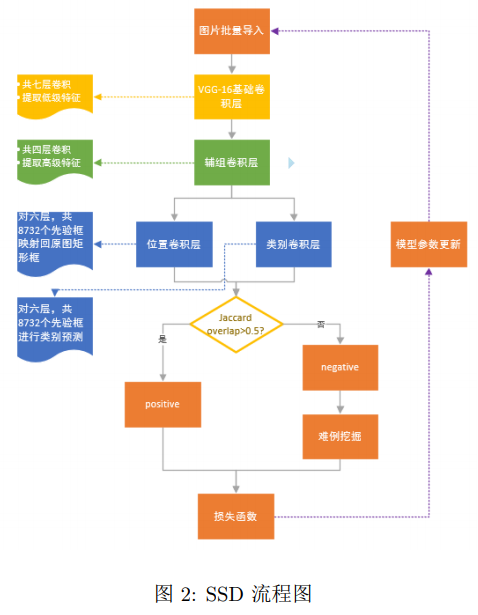 图片批量导入
• 共七层卷积
• 提取低级特征
VGG-16基础卷
积层
• 共四层卷积
• 提取高级特征
辅组卷积层
对六层，共
8732个先验框
映射回原图矩
形框
位置卷积层
类别卷积层
模型参数更新
对六层，共
8732个先验框
进行类别预测
Jaccard
overlap>0.5?
是
否
negative
positive
难例挖掘
损失函数
图 2: SSD 流程图